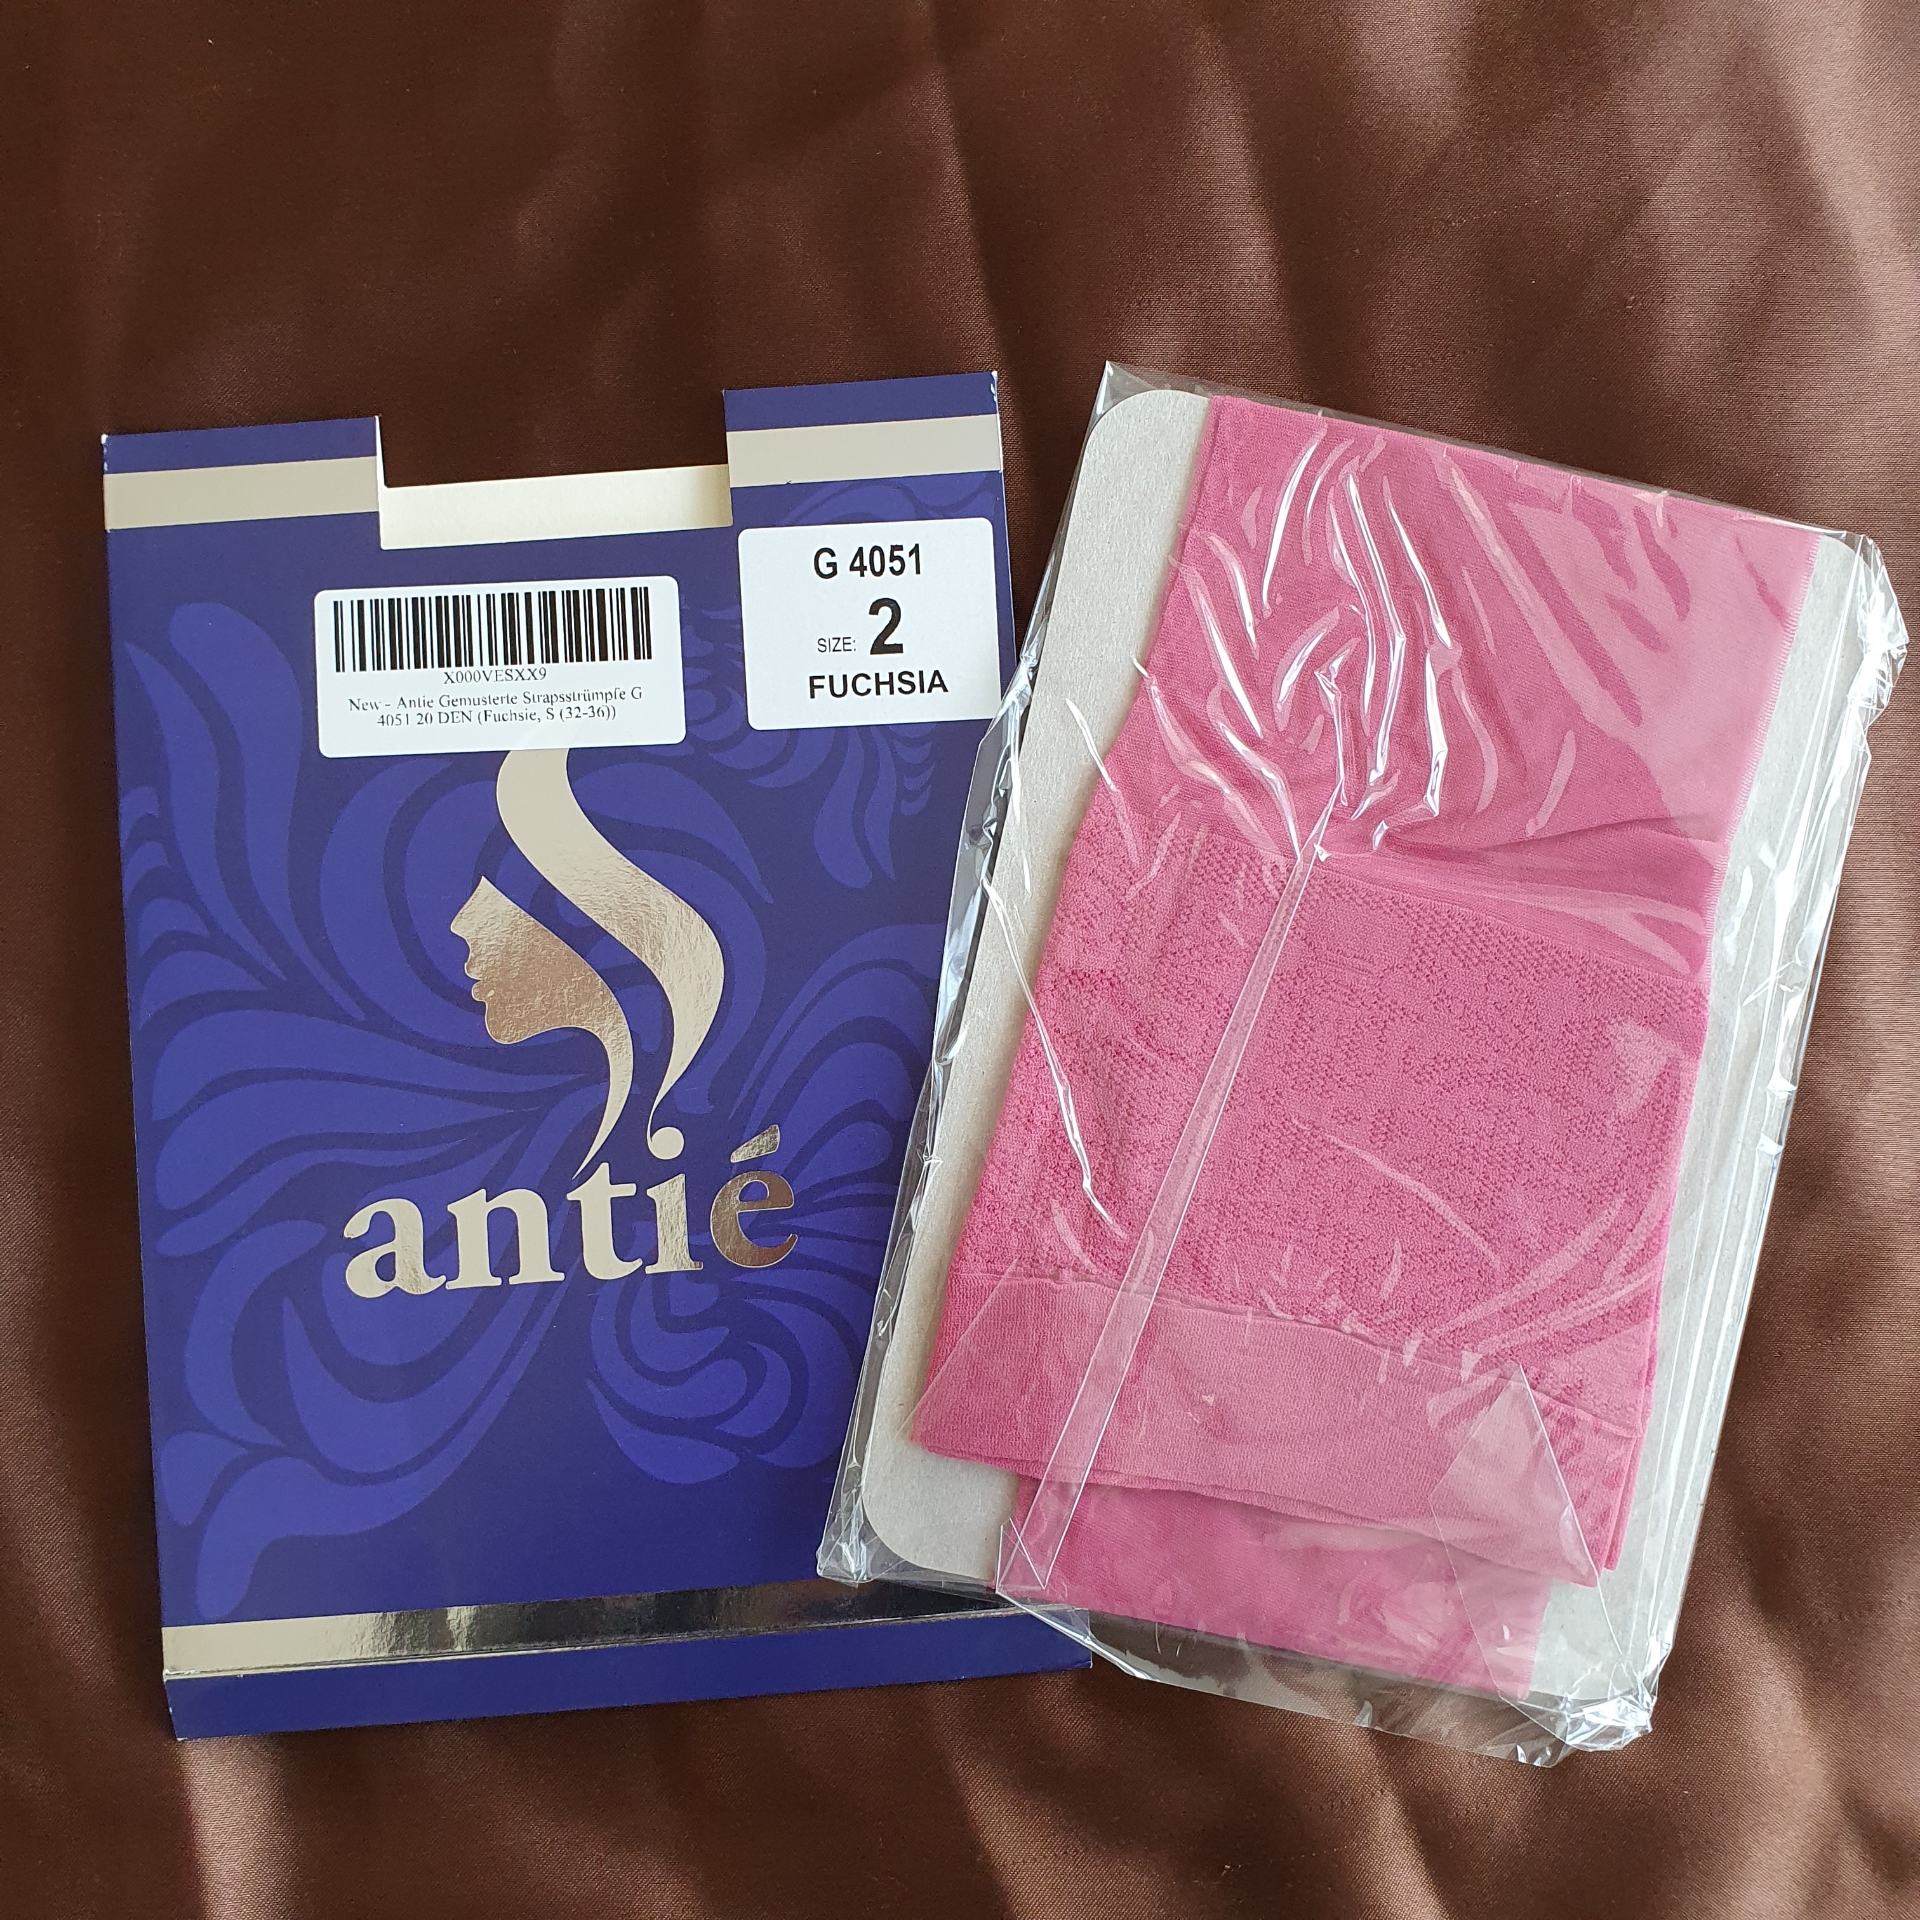 G 4051
SIZE: 2
FUCHSIA
X000VESXX9
New - Antie Gemusterte Strapsstrümpfe G
4051 20 DEN (Fuchsie, S (32-36))
antié